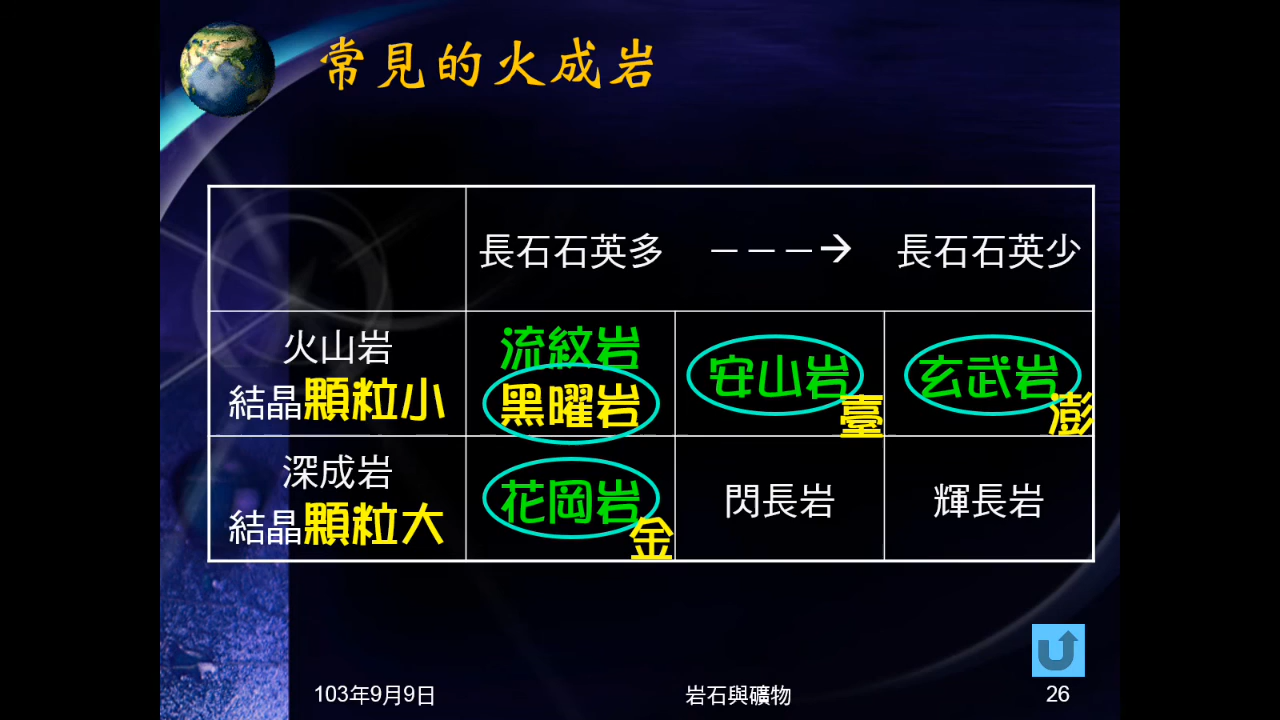 常見的火成岩
長石石英多 －－－→ 長石石英少
火山岩
結晶顆粒小
流紋岩
黑曜岩
安山岩
臺
玄武岩
澎
深成岩
結晶顆粒大
花岡岩
金
閃長岩
輝長岩
103年9月9日
岩石與礦物
26